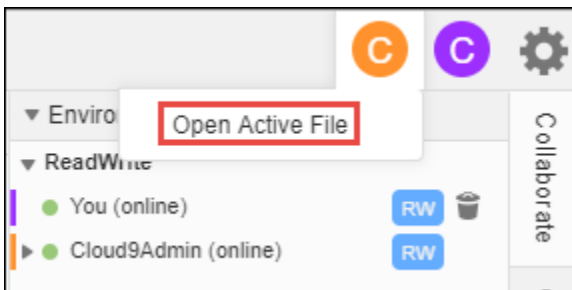 C C
Enviro
Open Active File
ReadWrite
You (online) RW
Cloud9Admin (online) RW
Collaborate